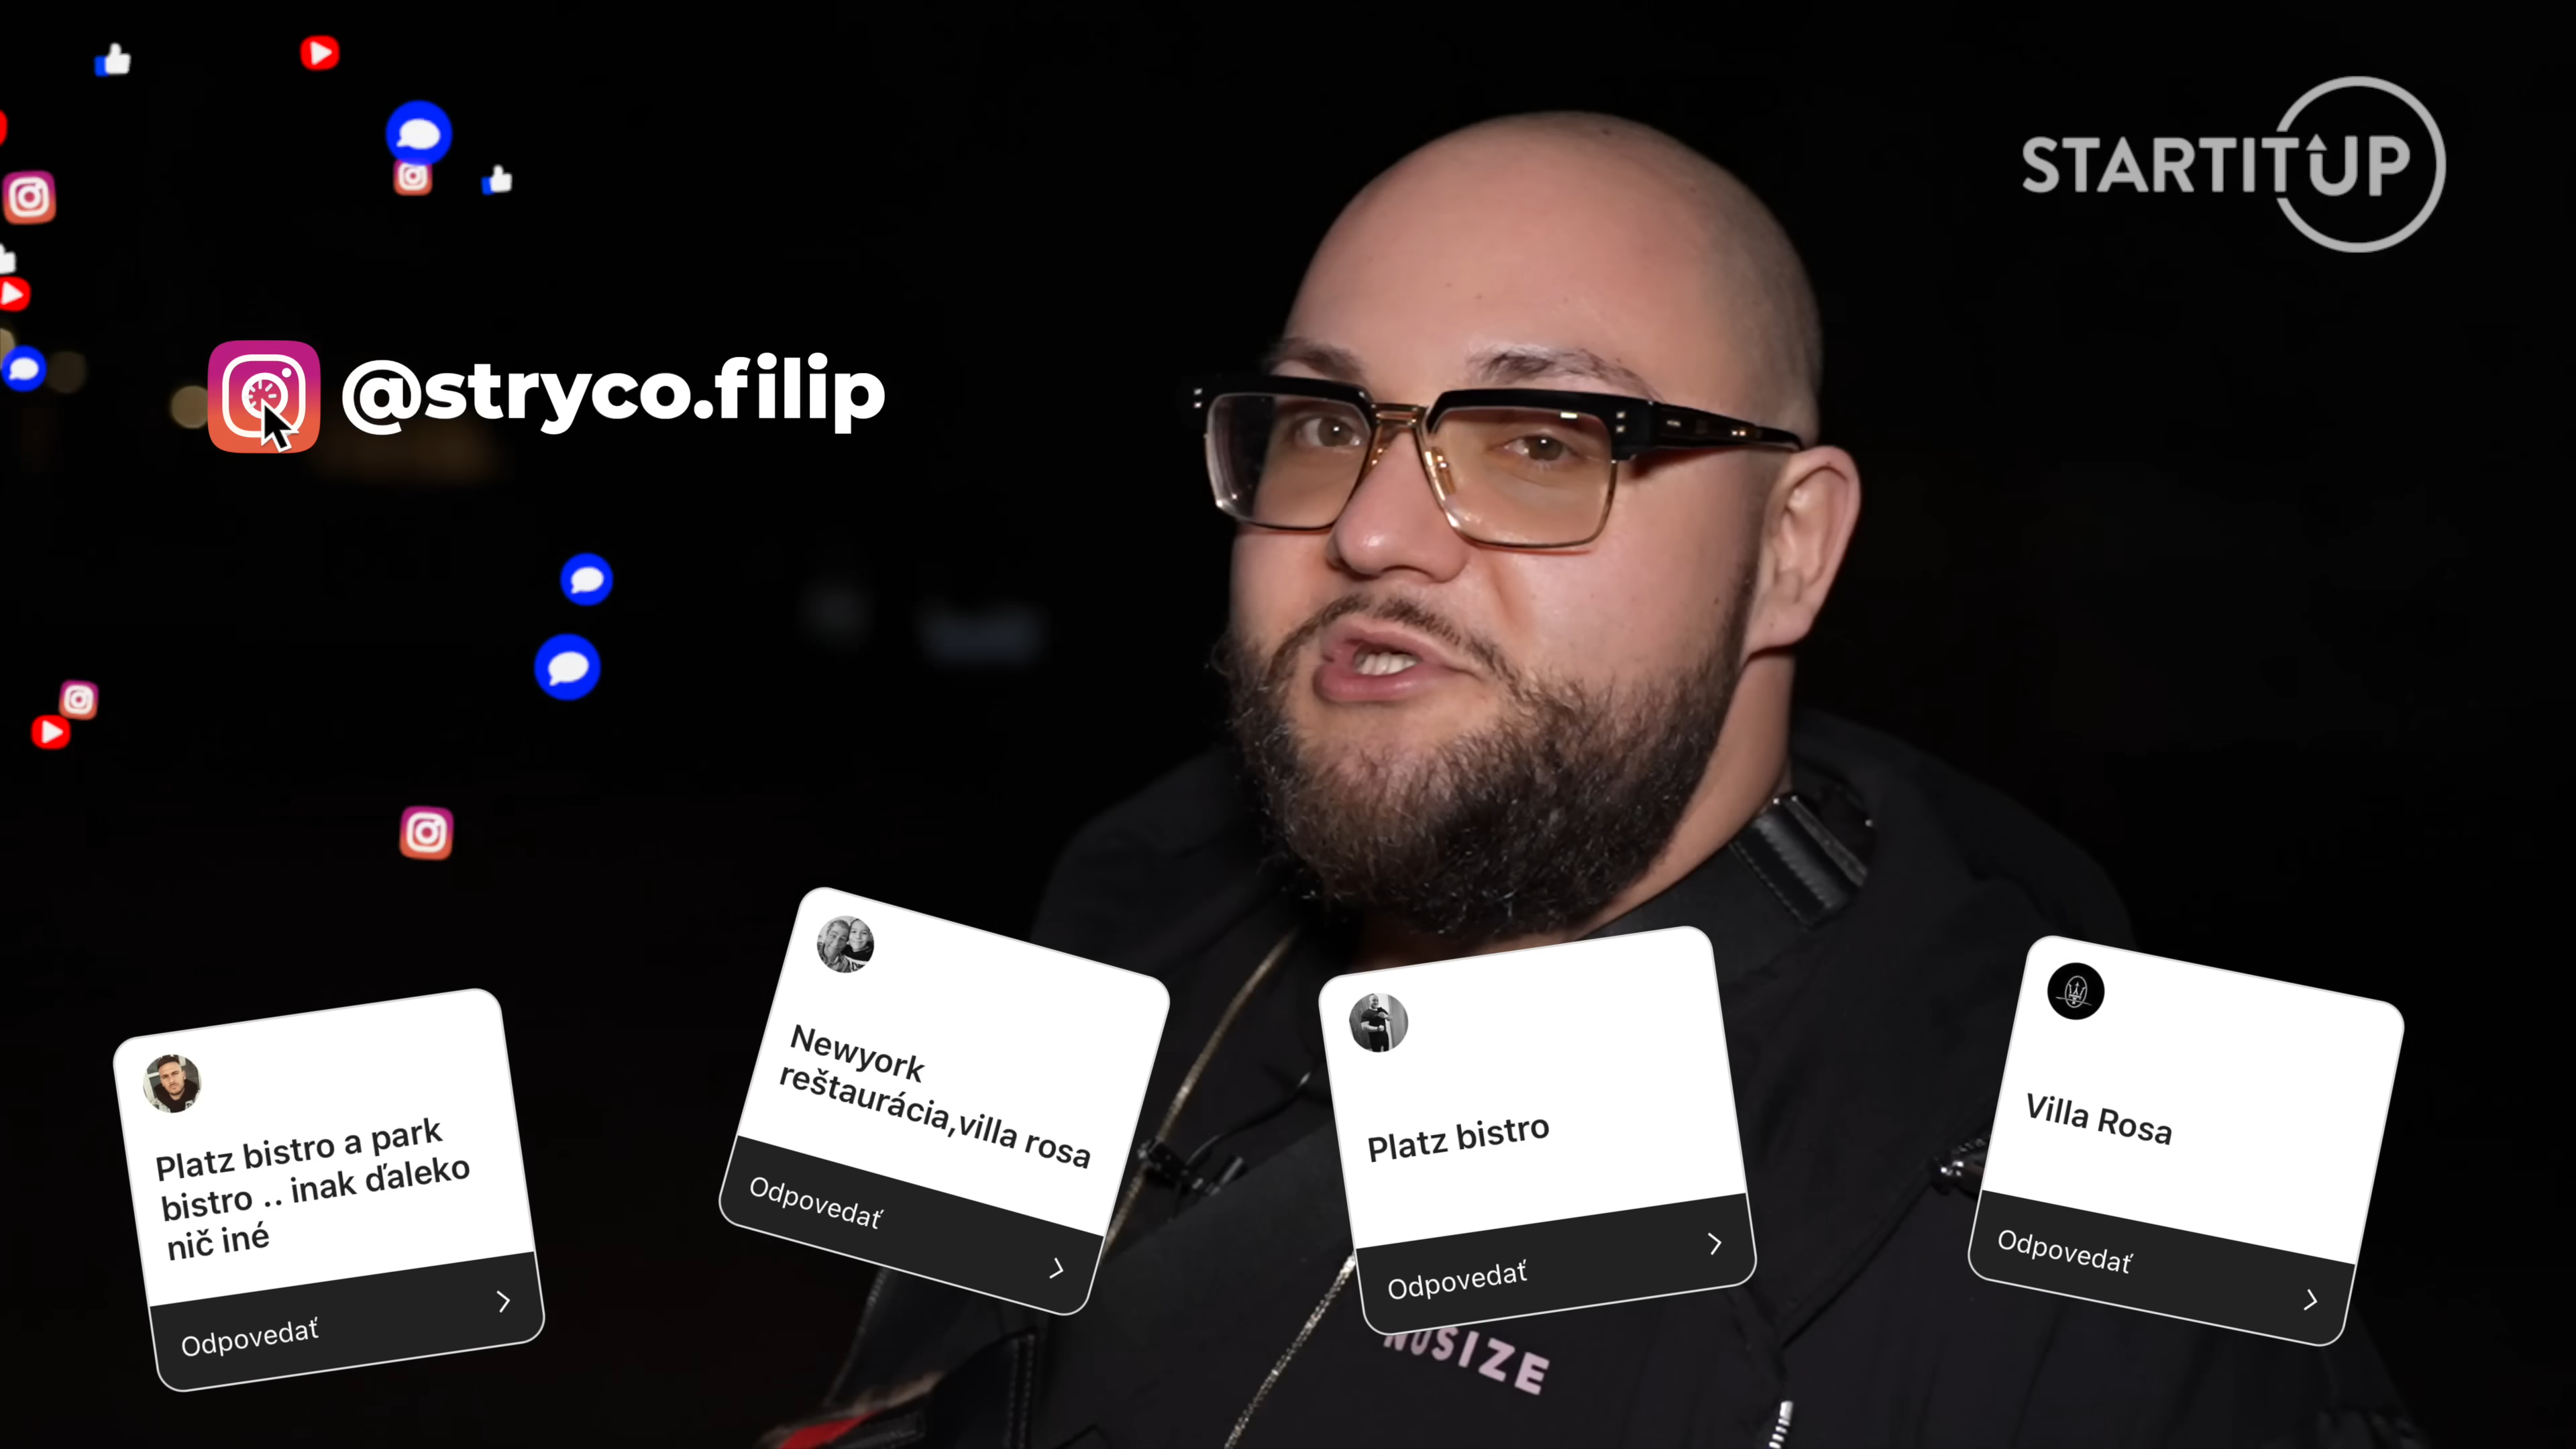 STARTITUP
@stryco.filip
Platz bistro a park
bistro .. inak ďaleko
nič iné
Odpovedať
Newyork
reštaurácia,villa rosa
Odpovedať
Platz bistro
Odpovedať
Villa Rosa
Odpovedať
NOSIZE